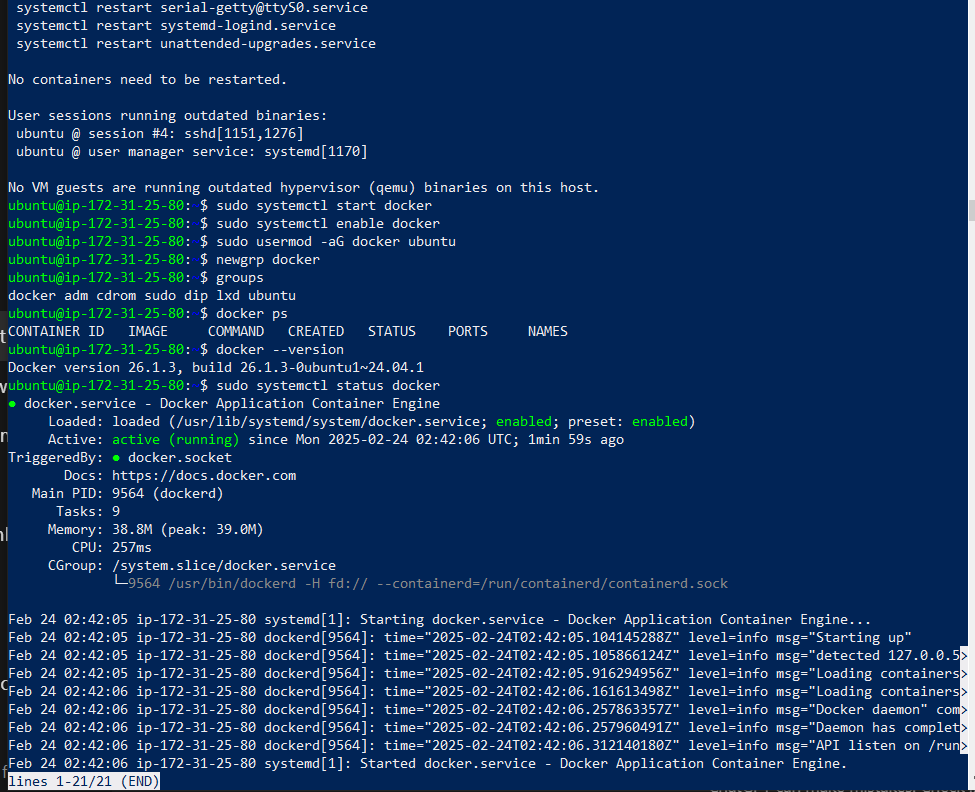 systemctl restart serial-getty@ttyS0.service
systemctl restart systemd-logind.service
systemctl restart unattended-upgrades.service
No containers need to be restarted.
User sessions running outdated binaries:
ubuntu @ session #4: sshd[1151,1276]
ubuntu @ user manager service: systemd[1170]
No VM guests are running outdated hypervisor (qemu) binaries on this host.
ubuntu@ip-172-31-25-80: $ sudo systemctl start docker
ubuntu@ip-172-31-25-80: $ sudo systemctl enable docker
ubuntu@ip-172-31-25-80: $ sudo usermod -aG docker ubuntu
ubuntu@ip-172-31-25-80: $ newgrp docker
ubuntu@ip-172-31-25-80: $ groups
docker adm cdrom sudo dip lxd ubuntu
ubuntu@ip-172-31-25-80: $ docker ps
CONTAINER ID   IMAGE     COMMAND   CREATED   STATUS    PORTS     NAMES
ubuntu@ip-172-31-25-80: $ docker --version
Docker version 26.1.3, build 26.1.3-0ubuntu1~24.04.1
ubuntu@ip-172-31-25-80: $ sudo systemctl status docker
● docker.service - Docker Application Container Engine
Loaded: loaded (/usr/lib/systemd/system/docker.service; enabled; preset: enabled)
Active: active (running) since Mon 2025-02-24 02:42:06 UTC; 1min 59s ago
TriggeredBy: ● docker.socket
Docs: https://docs.docker.com
Main PID: 9564 (dockerd)
Tasks: 9
Memory: 38.8M (peak: 39.0M)
CPU: 257ms
CGroup: /system.slice/docker.service
└─9564 /usr/bin/dockerd -H fd:// --containerd=/run/containerd/containerd.sock
Feb 24 02:42:05 ip-172-31-25-80 systemd[1]: Starting docker.service - Docker Application Container Engine...
Feb 24 02:42:05 ip-172-31-25-80 dockerd[9564]: time="2025-02-24T02:42:05.104145288Z" level=info msg="Starting up"
Feb 24 02:42:05 ip-172-31-25-80 dockerd[9564]: time="2025-02-24T02:42:05.105866124Z" level=info msg="detected 127.0.0.5>
Feb 24 02:42:05 ip-172-31-25-80 dockerd[9564]: time="2025-02-24T02:42:05.916294956Z" level=info msg="Loading containers>
Feb 24 02:42:06 ip-172-31-25-80 dockerd[9564]: time="2025-02-24T02:42:06.161613498Z" level=info msg="Loading containers>
Feb 24 02:42:06 ip-172-31-25-80 dockerd[9564]: time="2025-02-24T02:42:06.257863357Z" level=info msg="Docker daemon" com>
Feb 24 02:42:06 ip-172-31-25-80 dockerd[9564]: time="2025-02-24T02:42:06.257960491Z" level=info msg="Daemon has complet>
Feb 24 02:42:06 ip-172-31-25-80 dockerd[9564]: time="2025-02-24T02:42:06.312140180Z" level=info msg="API listen on /run>
Feb 24 02:42:06 ip-172-31-25-80 systemd[1]: Started docker.service - Docker Application Container Engine.
lines 1-21/21 (END)